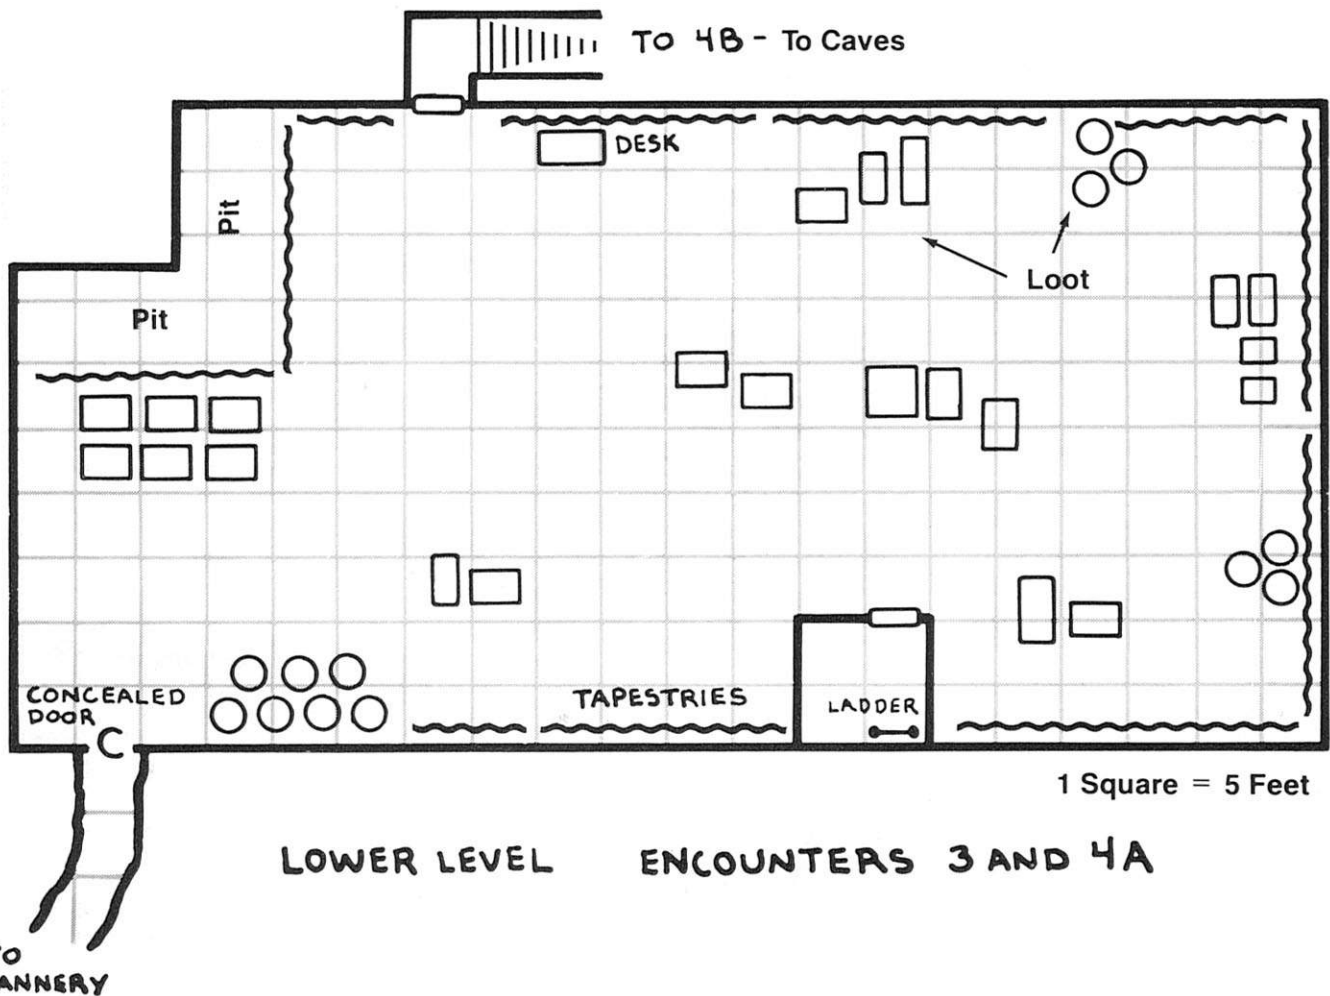 TO 4B - To Caves
DESK
Pit
Loot
Pit
CONCEALED
DOOR
C
TAPESTRIES
LADDER
1 Square = 5 Feet
LOWER LEVEL ENCOUNTERS 3 AND 4A